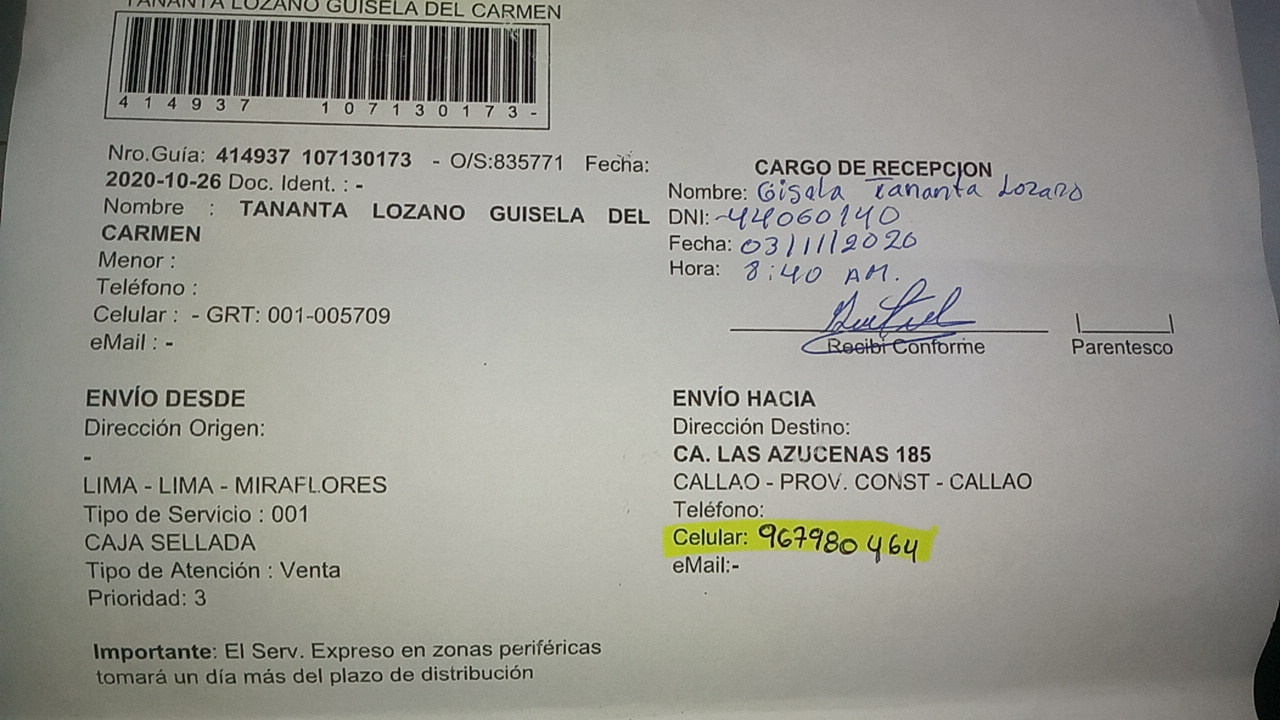 TANANTA LOZANO GUISELA DEL CARMEN
414937 107130173-
Nro.Guía: 414937 107130173 - O/S:835771 Fecha:
2020-10-26 Doc. Ident. : -
Nombre : TANANTA LOZANO GUISELA DEL
CARMEN
Menor :
Teléfono :
Celular : - GRT: 001-005709
eMail : -
CARGO DE RECEPCION
Nombre: Gisela Tananta Lozano
DNI: 44060140
Fecha: 03/11/2020
Hora: 8:40 AM.
Recibí Conforme
Parentesco
ENVÍO DESDE
Dirección Origen:
-
LIMA - LIMA - MIRAFLORES
Tipo de Servicio : 001
CAJA SELLADA
Tipo de Atención : Venta
Prioridad: 3
ENVÍO HACIA
Dirección Destino:
CA. LAS AZUCENAS 185
CALLAO - PROV. CONST - CALLAO
Teléfono:
Celular: 967980464
eMail:-
Importante: El Serv. Expreso en zonas periféricas
tomará un día más del plazo de distribución